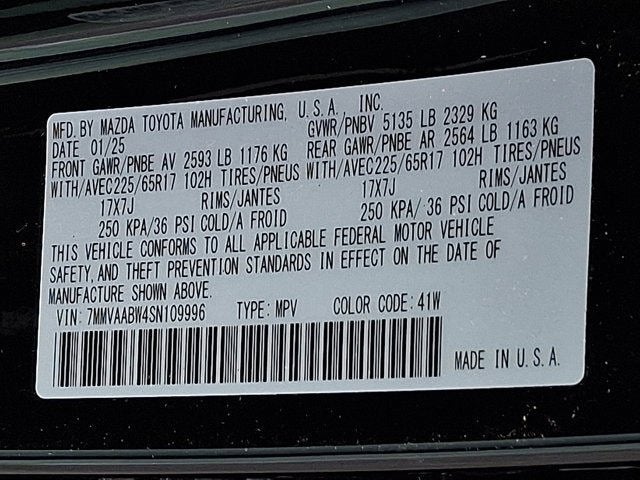 MFD. BY MAZDA TOYOTA MANUFACTURING, U.S.A. INC.
DATE 01/25 GVWR/PNBV 5135 LB 2329 KG
FRONT GAWR/PNBE AV 2593 LB 1176 KG REAR GAWR/PNBE AR 2564 LB 1163 KG
WITH/AVEC225/65R17 102H TIRES/PNEUS WITH/AVEC225/65R17 102H TIRES/PNEUS
17X7J RIMS/JANTES 17X7J RIMS/JANTES
250 KPA/36 PSI COLD/A FROID 250 KPA/ 36 PSI COLD/A FROID
THIS VEHICLE CONFORMS TO ALL APPLICABLE FEDERAL MOTOR VEHICLE
SAFETY, AND THEFT PREVENTION STANDARDS IN EFFECT ON THE DATE OF
MANUFACTURE SHOWN ABOVE.
VIN: 7MMVAABW4SN109996 TYPE: MPV COLOR CODE: 41W
MADE IN U.S.A.